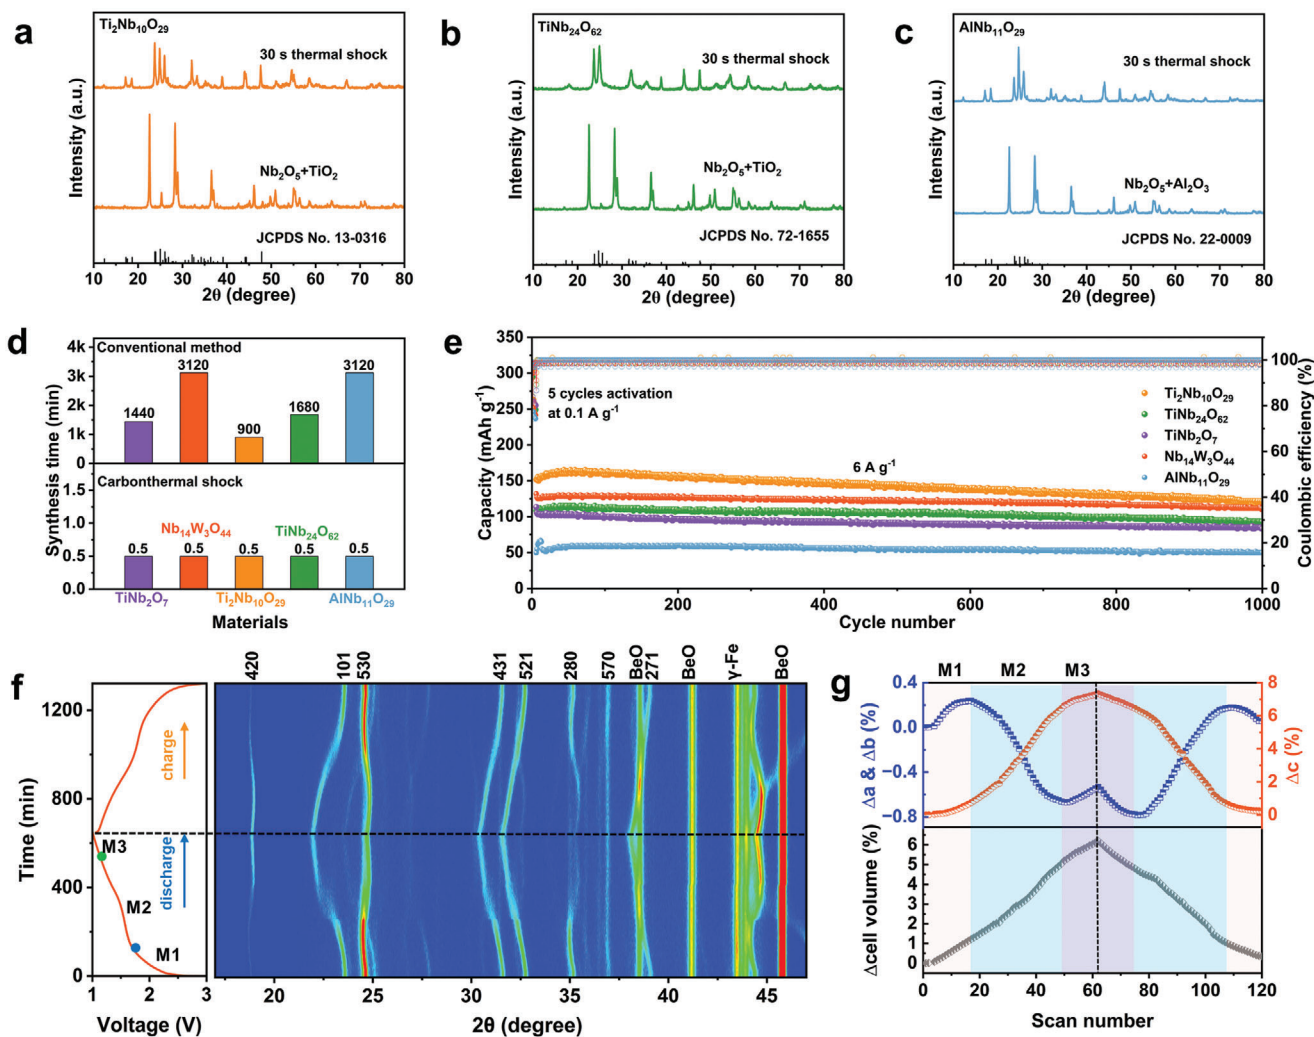 a
Ti₂Nb₁₀O₂₉
30 s thermal shock
Nb₂O₅+TiO₂
JCPDS No. 13-0316
Intensity (a.u.)
10 20 30 40 50 60 70 80
2θ (degree)
b
TiNb₂₄O₆₂
30 s thermal shock
Nb₂O₅+TiO₂
JCPDS No. 72-1655
Intensity (a.u.)
10 20 30 40 50 60 70 80
2θ (degree)
c
AlNb₁₁O₂₉
30 s thermal shock
Nb₂O₅+Al₂O₃
JCPDS No. 22-0009
Intensity (a.u.)
10 20 30 40 50 60 70 80
2θ (degree)
d
Conventional method
4k
3k
2k
1k
0
1440 3120 900 1680 3120
Synthesis time (min)
Carbonthermal shock
1.5
1.0
0.5
0.0
Nb₁₄W₃O₄₄ TiNb₂₄O₆₂
0.5 0.5 0.5 0.5 0.5
TiNb₂O₇ Ti₂Nb₁₀O₂₉ AlNb₁₁O₂₉
Materials
e
350
300
250
200
150
100
50
0
Capacity (mAh g⁻¹)
5 cycles activation
at 0.1 A g⁻¹
6 A g⁻¹
Ti₂Nb₁₀O₂₉
TiNb₂₄O₆₂
TiNb₂O₇
Nb₁₄W₃O₄₄
AlNb₁₁O₂₉
100
80
60
40
20
0
Coulombic efficiency (%)
0 200 400 600 800 1000
Cycle number
f
420 101 530 431 521 280 570 BeO 271 BeO γ-Fe BeO
1200
800
400
0
Time (min)
charge
discharge
M3
M2
M1
1 2 3
Voltage (V)
20 25 30 35 40 45
2θ (degree)
g
M1 M2 M3
0.4
0.0
−0.4
−0.8
Δa & Δb (%)
8
6
4
2
0
Δc (%)
6
5
4
3
2
1
0
Δcell volume (%)
0 20 40 60 80 100 120
Scan number